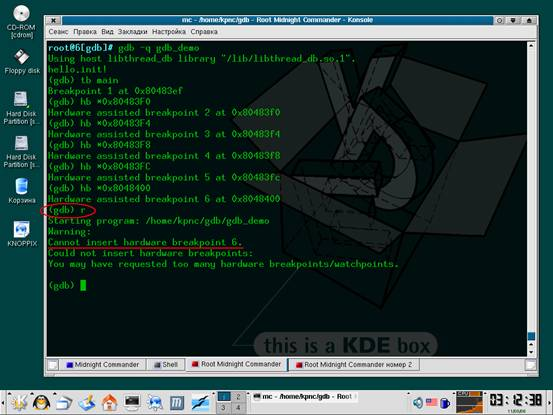 mc - /home/kpnc/gdb - Root Midnight Commander - Konsole
Сеанс Правка Вид Закладки Настройка Справка
CD-ROM
[cdrom]
Floppy disk
Hard Disk
Partition [s...
Hard Disk
Partition [s...
Корзина
KNOPPIX
root@6[gdb]# gdb -q gdb_demo
Using host libthread_db library "/lib/libthread_db.so.1".
hello,init!
(gdb) tb main
Breakpoint 1 at 0x80483ef
(gdb) hb *0x80483F0
Hardware assisted breakpoint 2 at 0x80483f0
(gdb) hb *0x80483F4
Hardware assisted breakpoint 3 at 0x80483f4
(gdb) hb *0x80483F8
Hardware assisted breakpoint 4 at 0x80483f8
(gdb) hb *0x80483FC
Hardware assisted breakpoint 5 at 0x80483fc
(gdb) hb *0x8048400
Hardware assisted breakpoint 6 at 0x8048400
(gdb) r
Starting program: /home/kpnc/gdb/gdb_demo
Warning:
Cannot insert hardware breakpoint 6.
Could not insert hardware breakpoints:
You may have requested too many hardware breakpoints/watchpoints.
(gdb)
this is a KDE box
Midnight Commander Shell Root Midnight Commander Root Midnight Commander номер 2
1 2
3 4
mc - /home/kpnc/gdb - Root
CPU
03:12:38